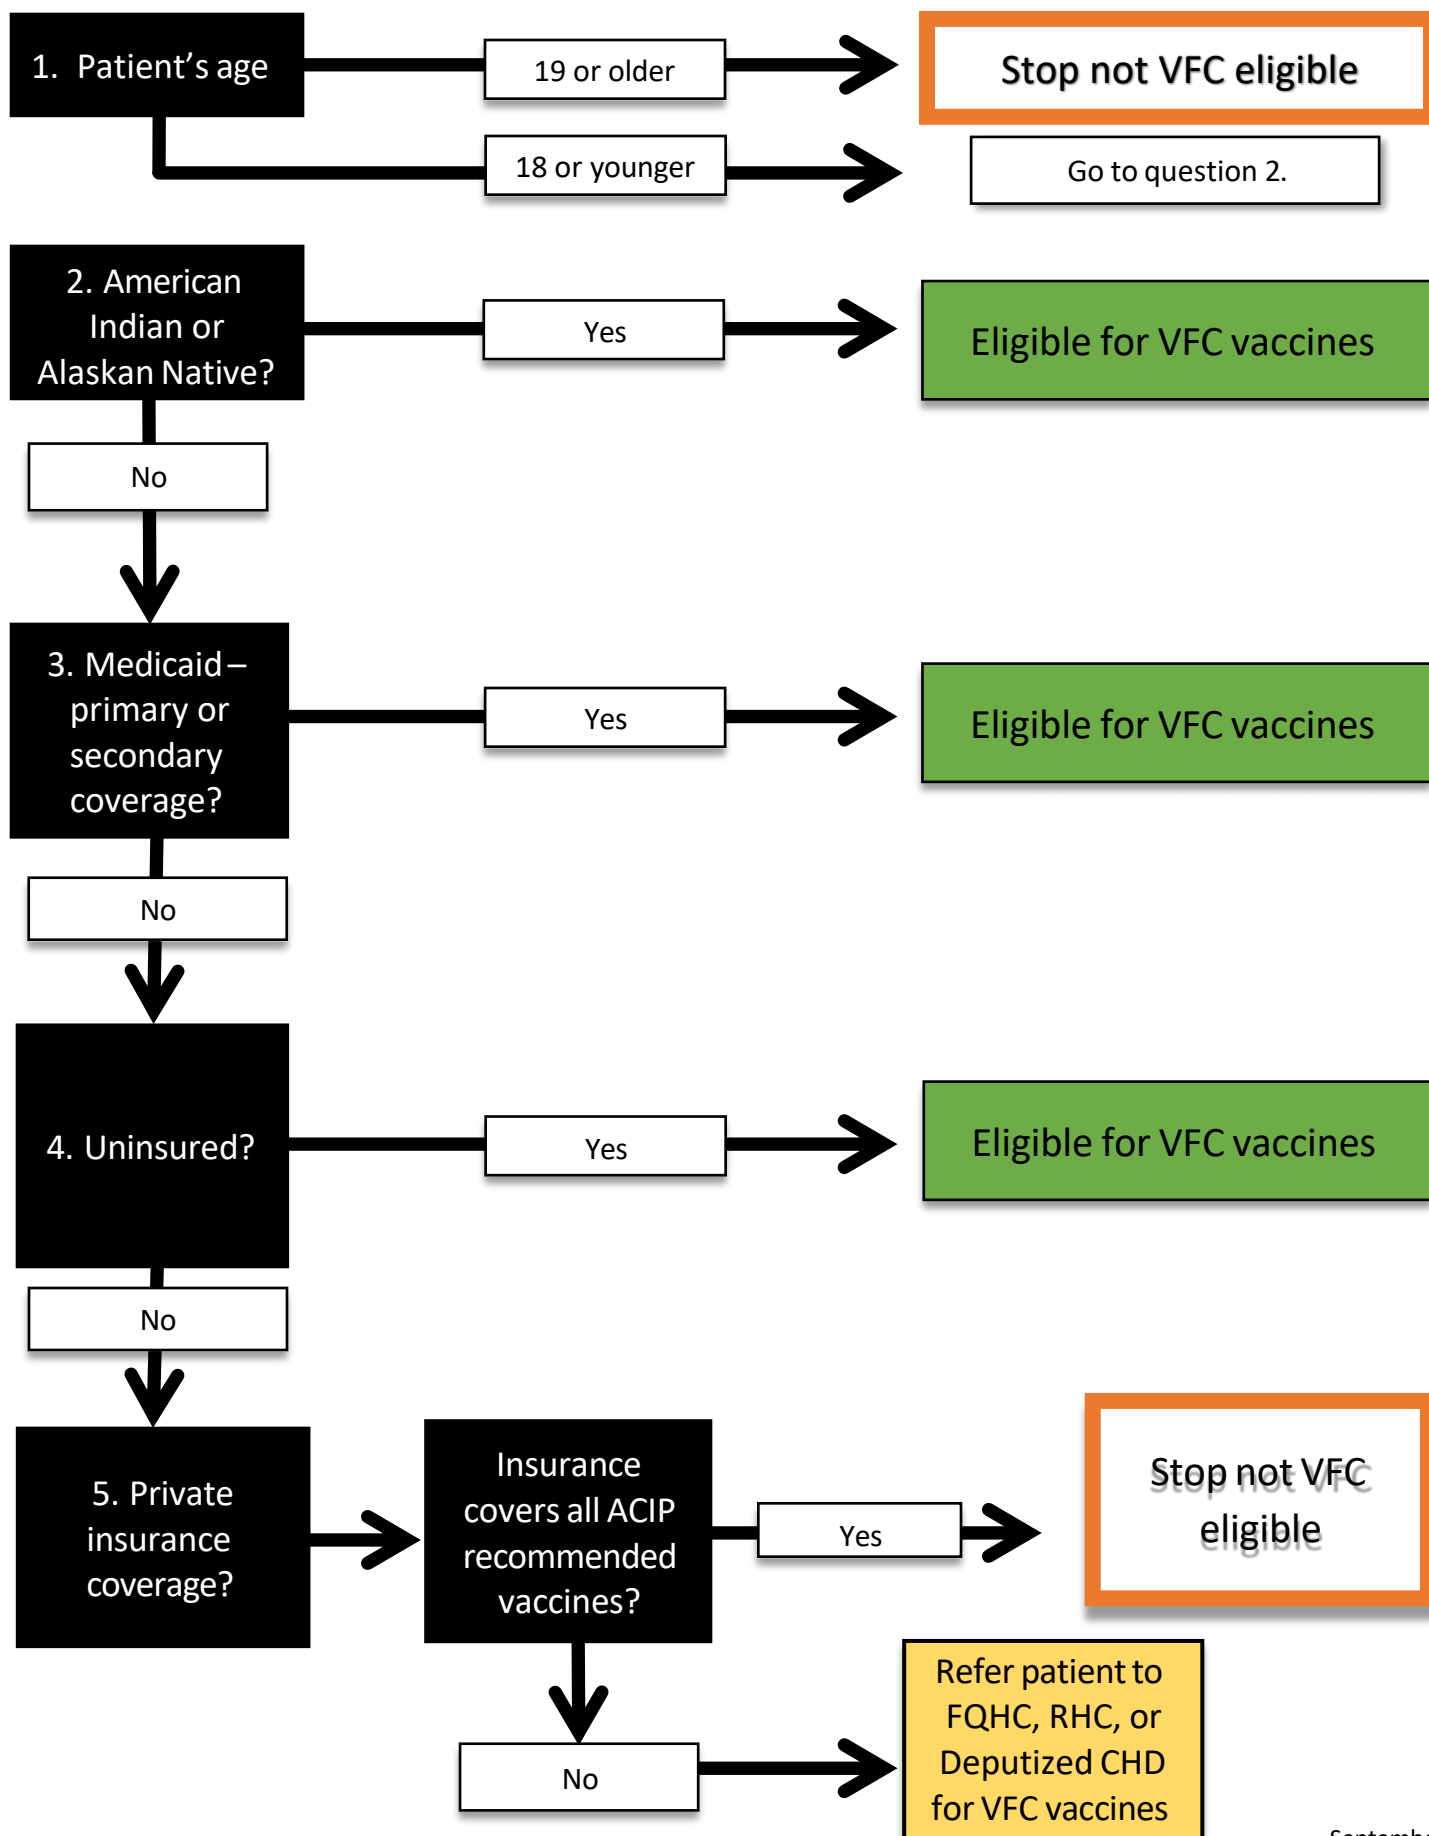 1. Patient's age
19 or older
Stop not VFC eligible
18 or younger
Go to question 2.
2. American
Indian or
Alaskan Native?
Yes
Eligible for VFC vaccines
No
3. Medicaid –
primary or
secondary
coverage?
Yes
Eligible for VFC vaccines
No
4. Uninsured?
Yes
Eligible for VFC vaccines
No
5. Private
insurance
coverage?
Insurance
covers all ACIP
recommended
vaccines?
Yes
Stop not VFC
eligible
No
Refer patient to
FQHC, RHC, or
Deputized CHD
for VFC vaccines